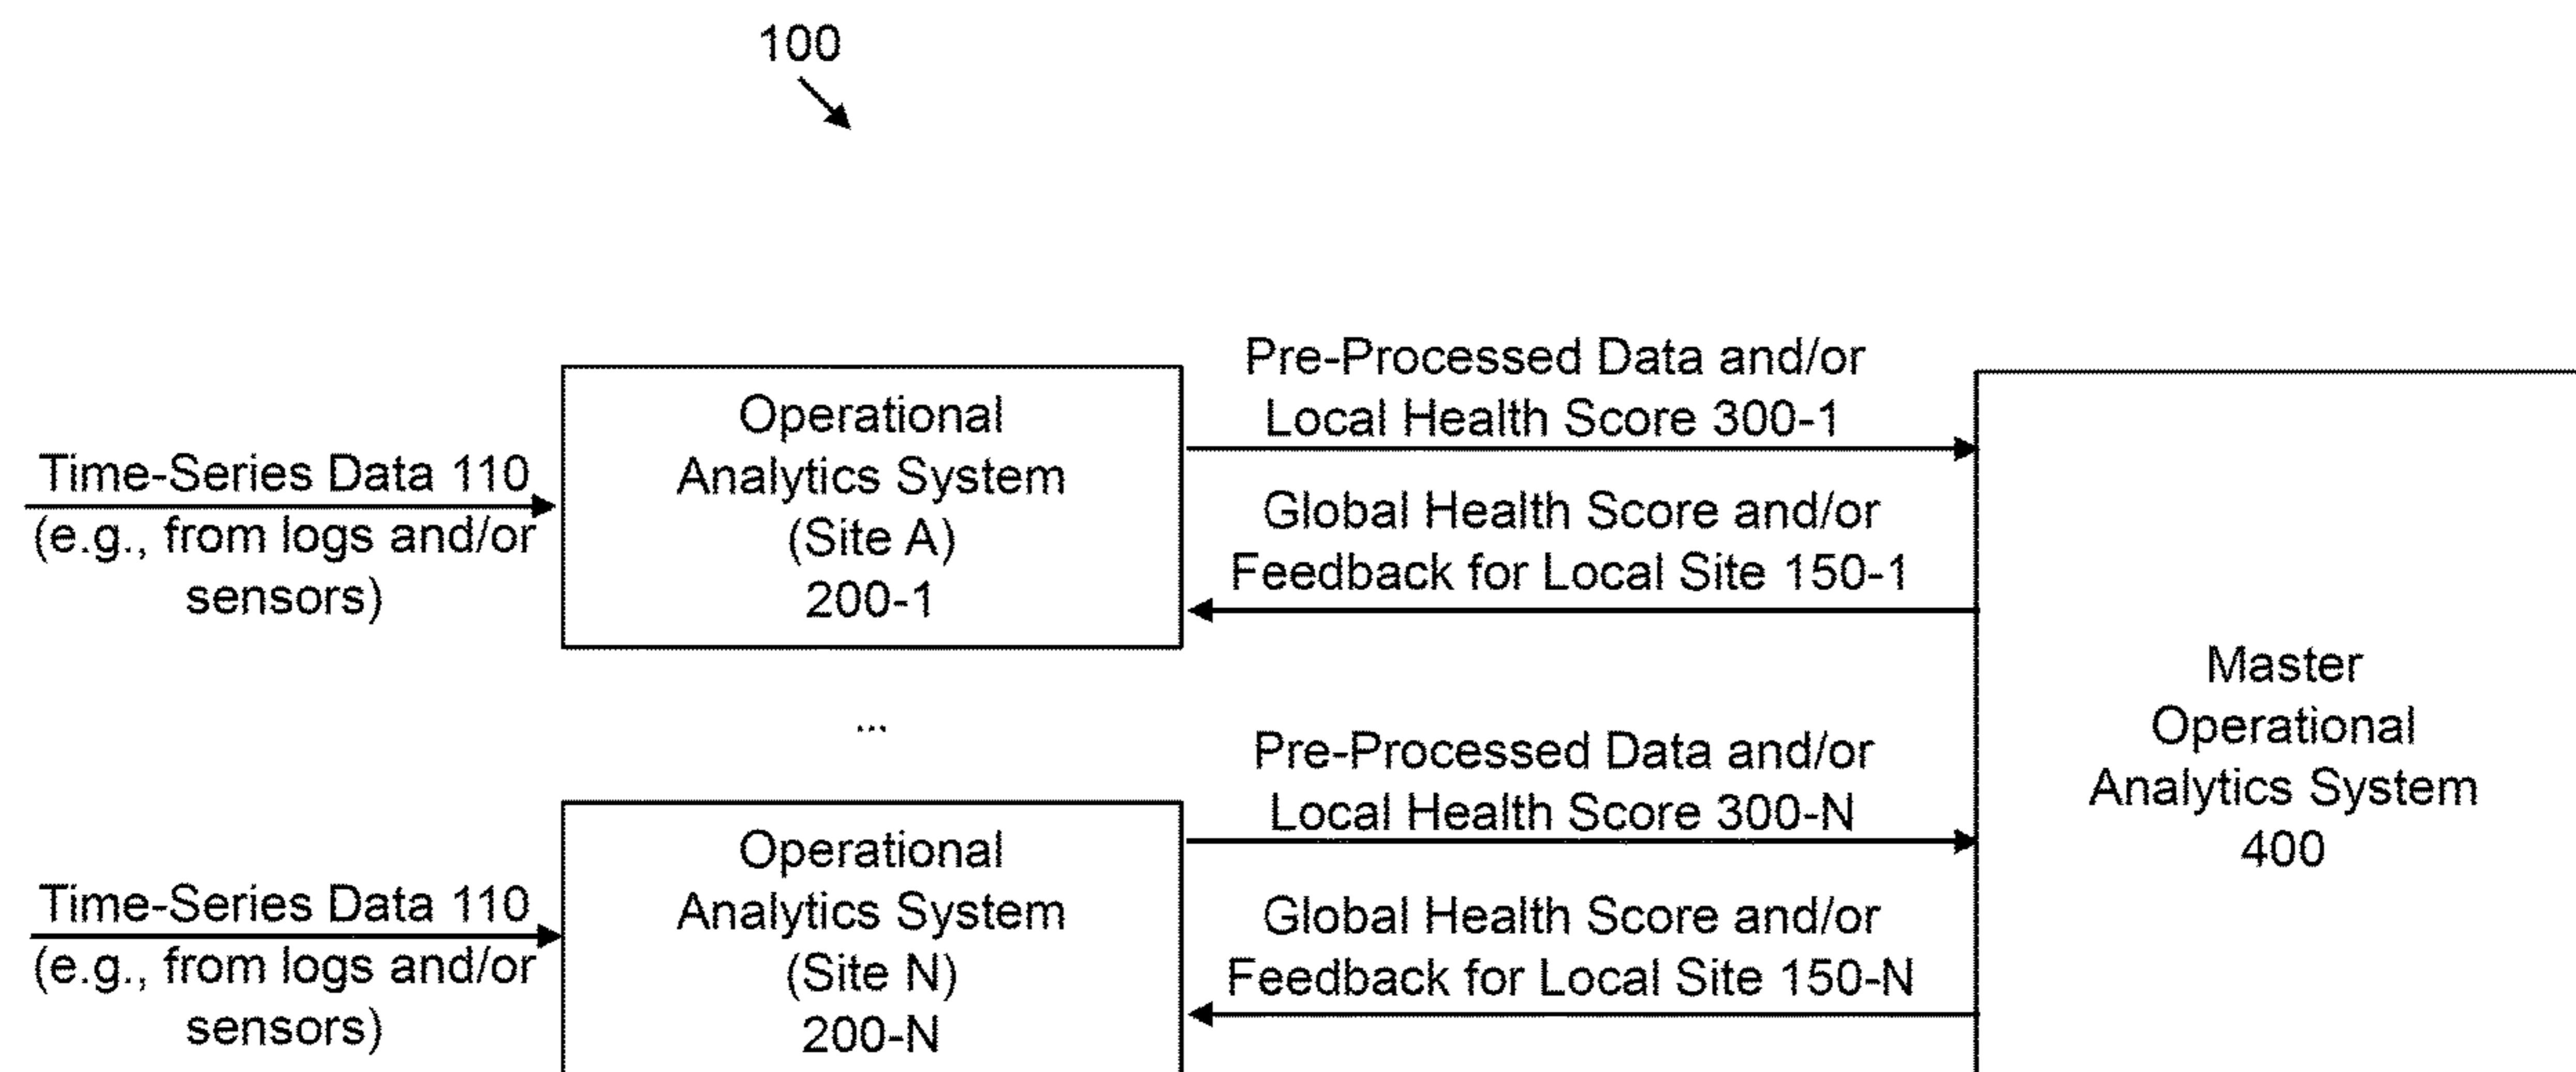 100
Time-Series Data 110
(e.g., from logs and/or
sensors)
Operational
Analytics System
(Site A)
200-1
Pre-Processed Data and/or
Local Health Score 300-1
Global Health Score and/or
Feedback for Local Site 150-1
...
Time-Series Data 110
(e.g., from logs and/or
sensors)
Operational
Analytics System
(Site N)
200-N
Pre-Processed Data and/or
Local Health Score 300-N
Global Health Score and/or
Feedback for Local Site 150-N
Master
Operational
Analytics System
400